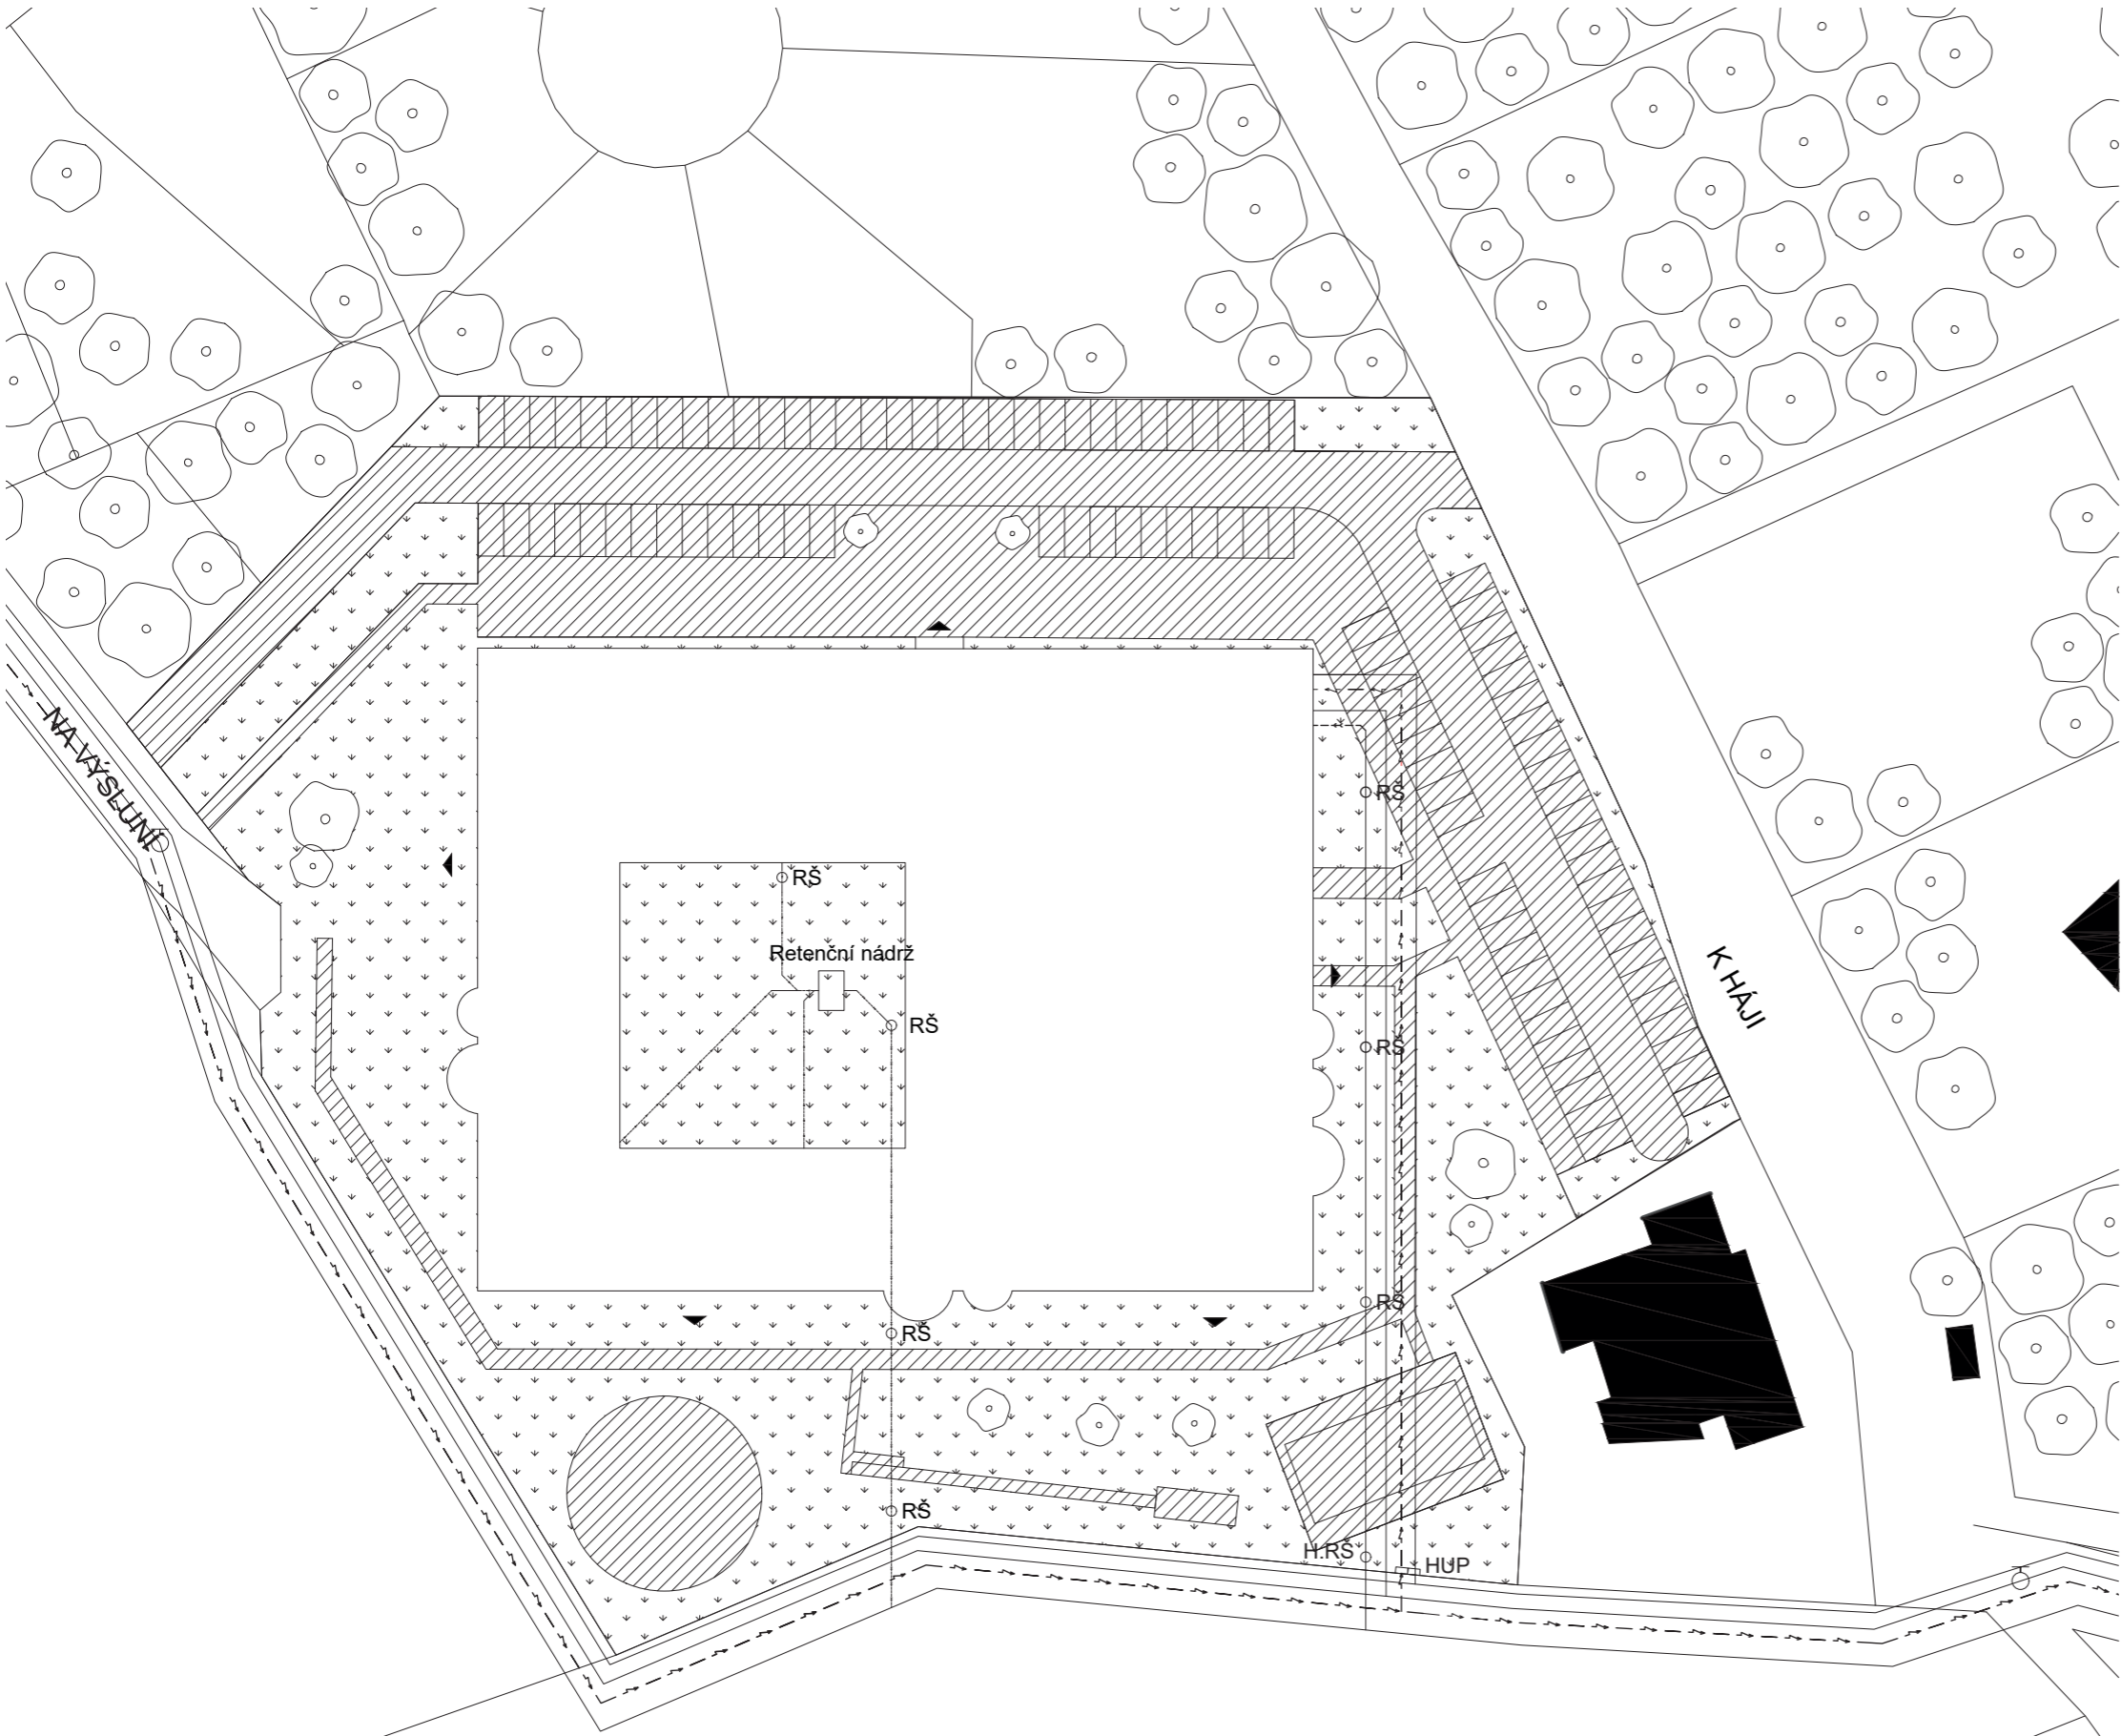 NA VÝSLUNÍ
RŠ
RŠ
Retenční nádrž
K HÁJI
RŠ
RŠ
RŠ
RŠ
RŠ
H.RŠ
HUP